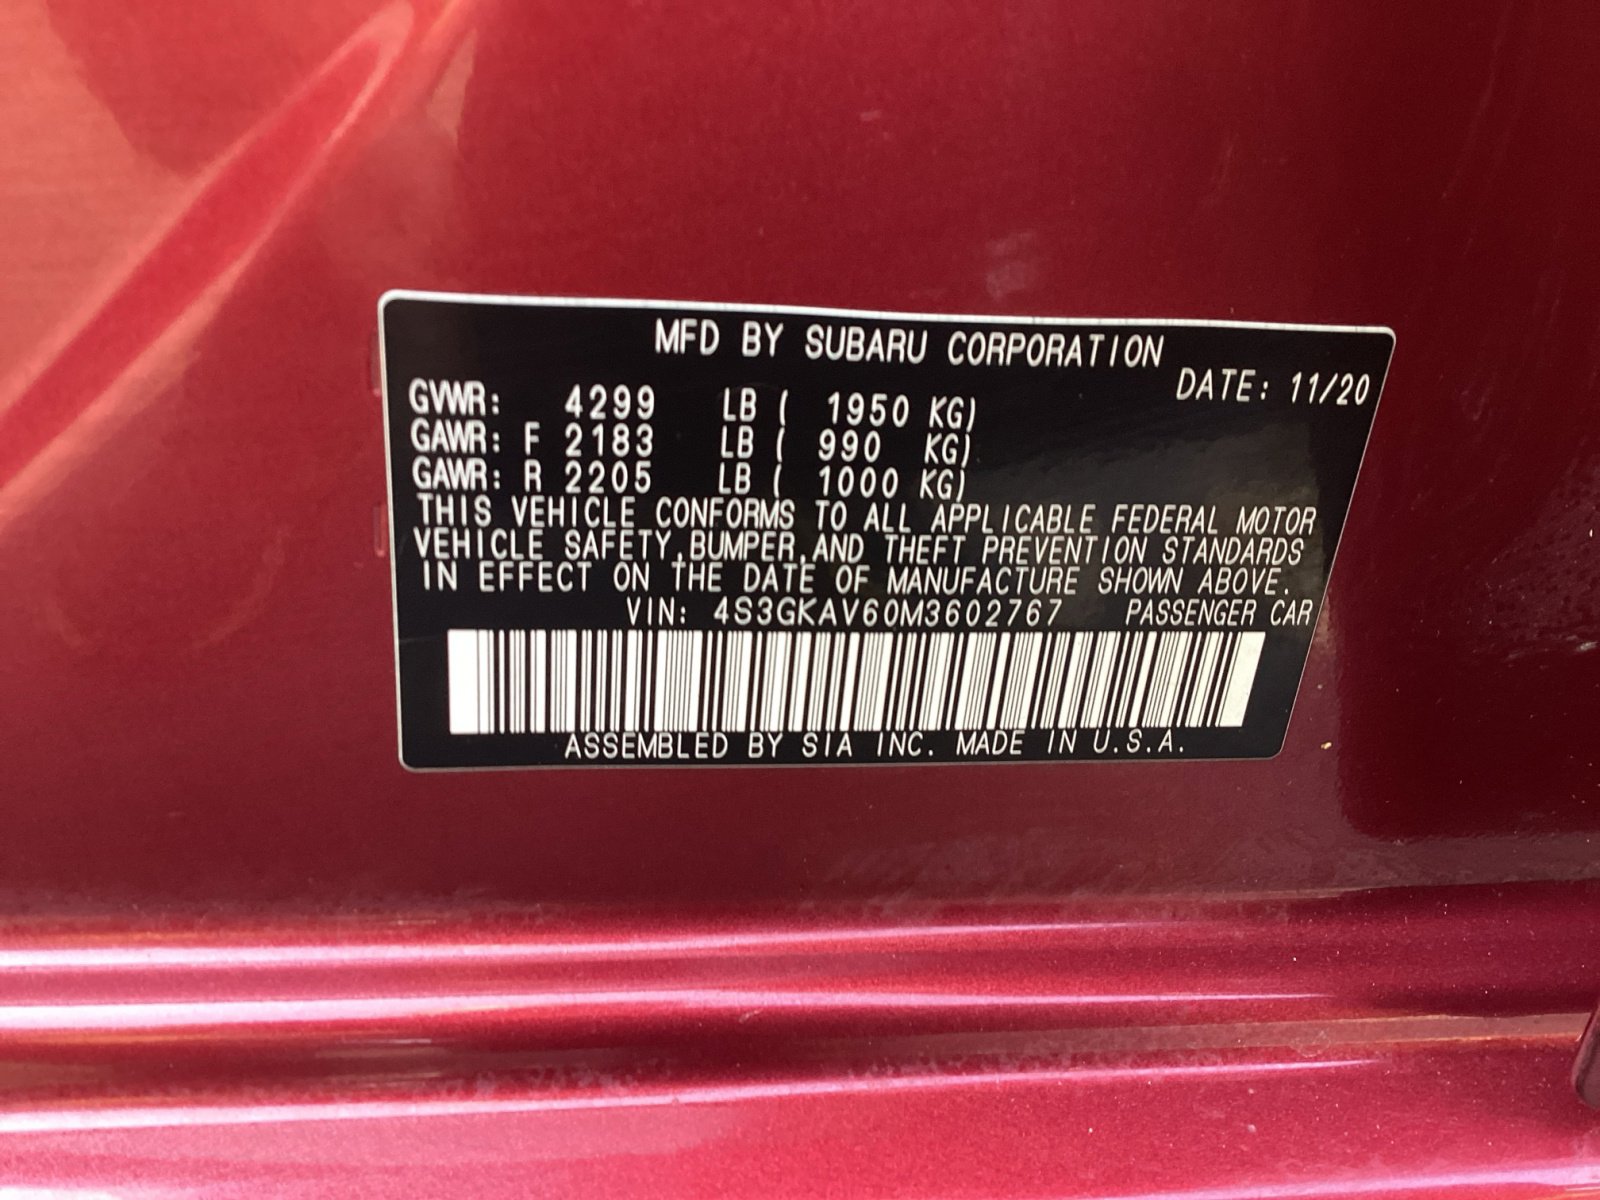 MFD BY SUBARU CORPORATION
DATE: 11/20
GVWR: 4299 LB ( 1950 KG)
GAWR: F 2183 LB ( 990 KG)
GAWR: R 2205 LB ( 1000 KG)
THIS VEHICLE CONFORMS TO ALL APPLICABLE FEDERAL MOTOR
VEHICLE SAFETY,BUMPER,AND THEFT PREVENTION STANDARDS
IN EFFECT ON THE DATE OF MANUFACTURE SHOWN ABOVE.
VIN: 4S3GKAV60M3602767 PASSENGER CAR
ASSEMBLED BY SIA INC. MADE IN U.S.A.